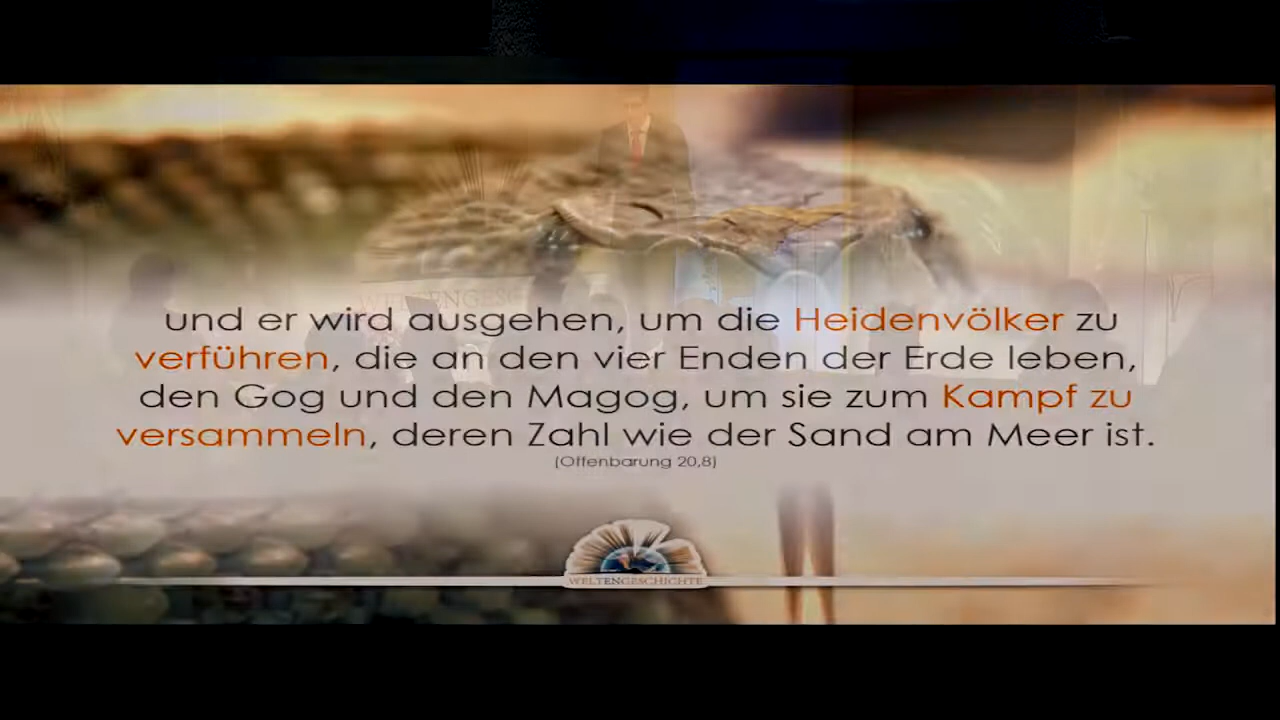 WELTENGESC
und er wird ausgehen, um die Heidenvölker zu
verführen, die an den vier Enden der Erde leben,
den Gog und den Magog, um sie zum Kampf zu
versammeln, deren Zahl wie der Sand am Meer ist.
(Offenbarung 20,8)
WELTENGESCHICHTE